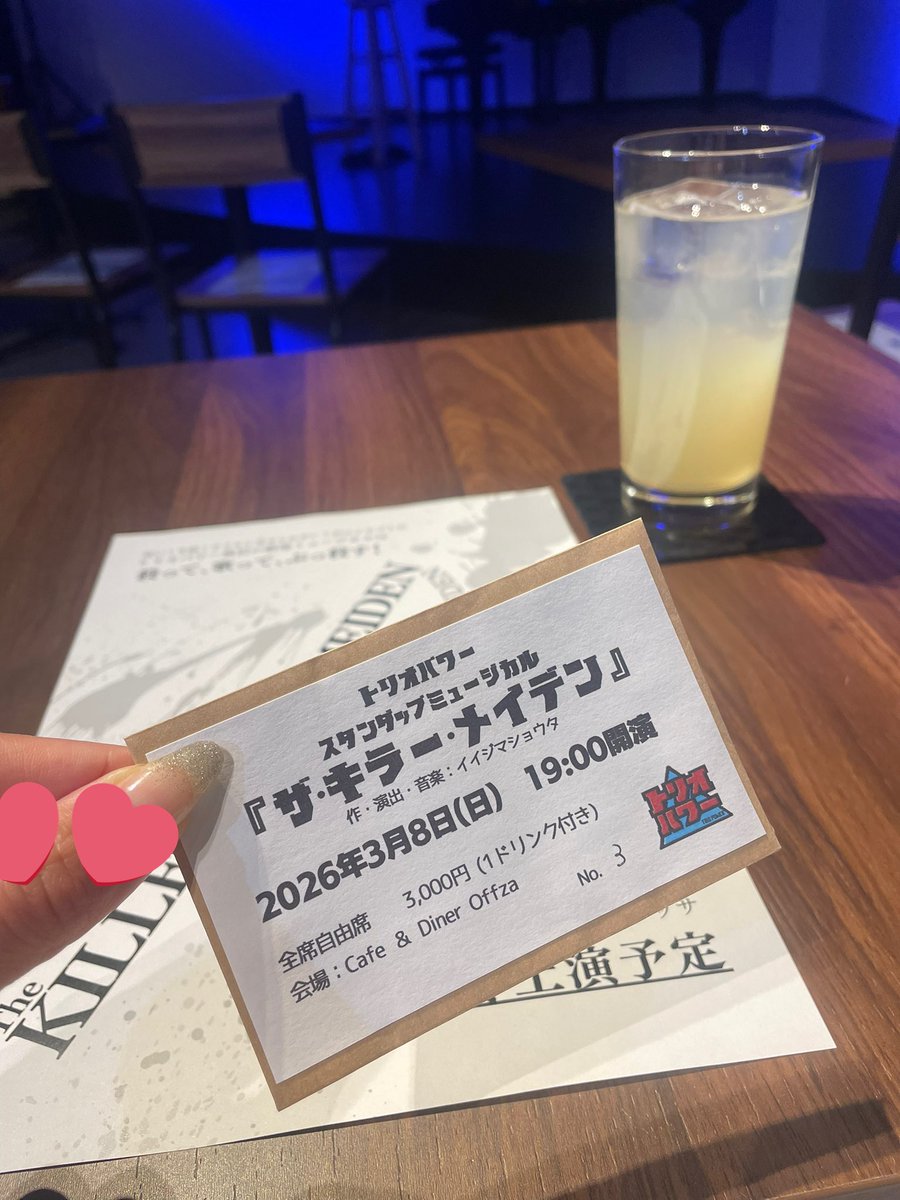 トリオパワー
スタンダップミュージカル
『ザ・キラー・メイデン』
作・演出・音楽：イイジマショウタ
2026年3月8日(日) 19:00開演
全席自由席 3,000円 (1ドリンク付き)
会場：Cafe & Diner Offza No. 3
トリオ
パワー
The
KILLE
MEIDEN
上演予定